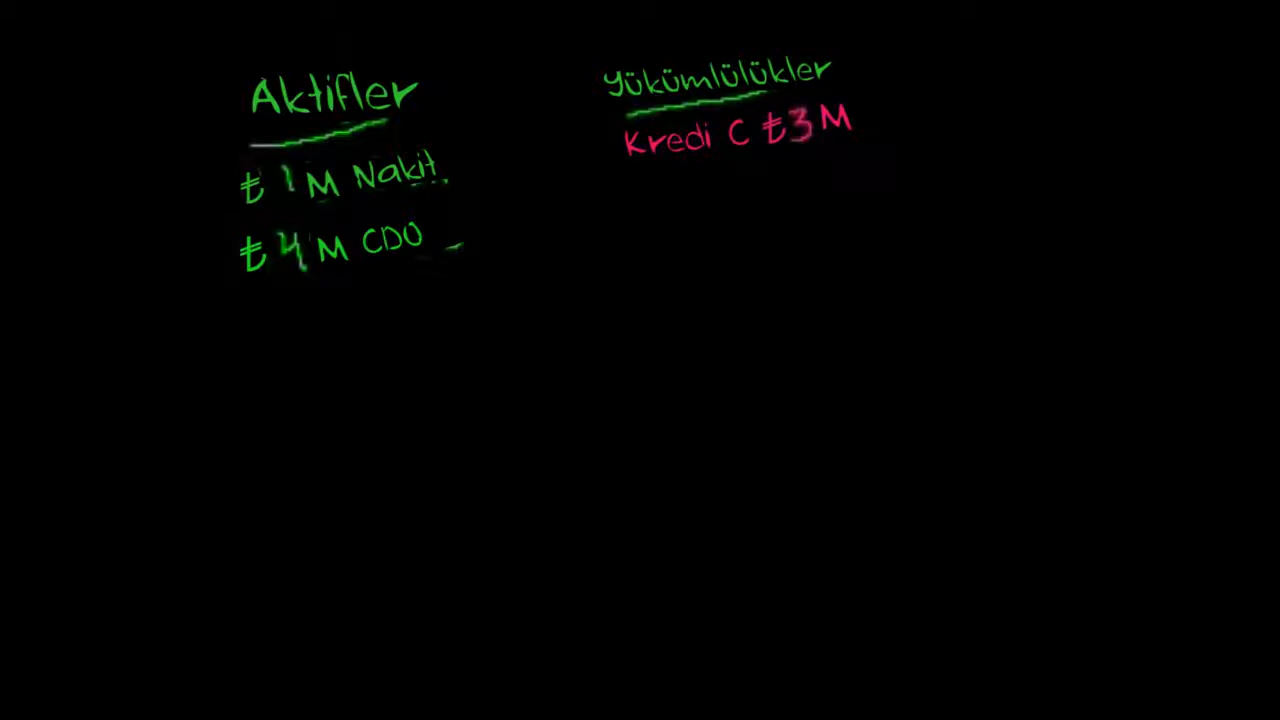 Aktifler
₺ 1 M Nakit
₺ 4 M CDO
Yükümlülükler
Kredi C ₺3 M